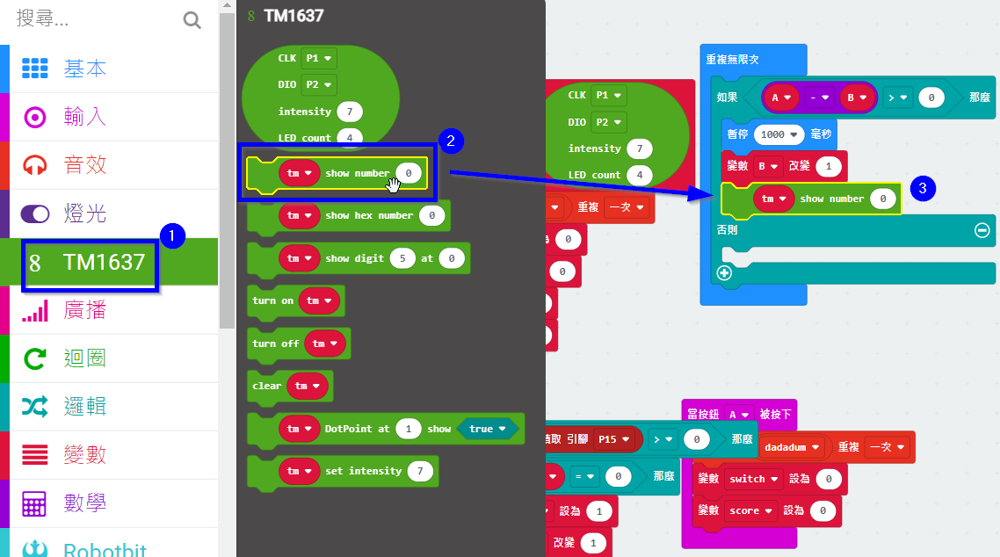 搜尋...
基本
輸入
音效
燈光
1
8 TM1637
廣播
迴圈
邏輯
變數
數學
Robotbit
8 TM1637
CLK P1
DIO P2
intensity 7
LED count 4
2
tm show number 0
tm show hex number 0
tm show digit 5 at 0
turn on tm
turn off tm
clear tm
tm DotPoint at 1 show true
tm set intensity 7
CLK P1
DIO P2
intensity 7
LED count 4
重複 一次
0
0
重複無限次
如果 A - B > 0 那麼
暫停 1000 毫秒
變數 B 改變 1
tm show number 0
3
否則
引腳 P15 > 0 那麼
= 0 那麼
設為 1
改變 1
當按鈕 A 被按下
dadadum 重複 一次
變數 switch 設為 0
變數 score 設為 0